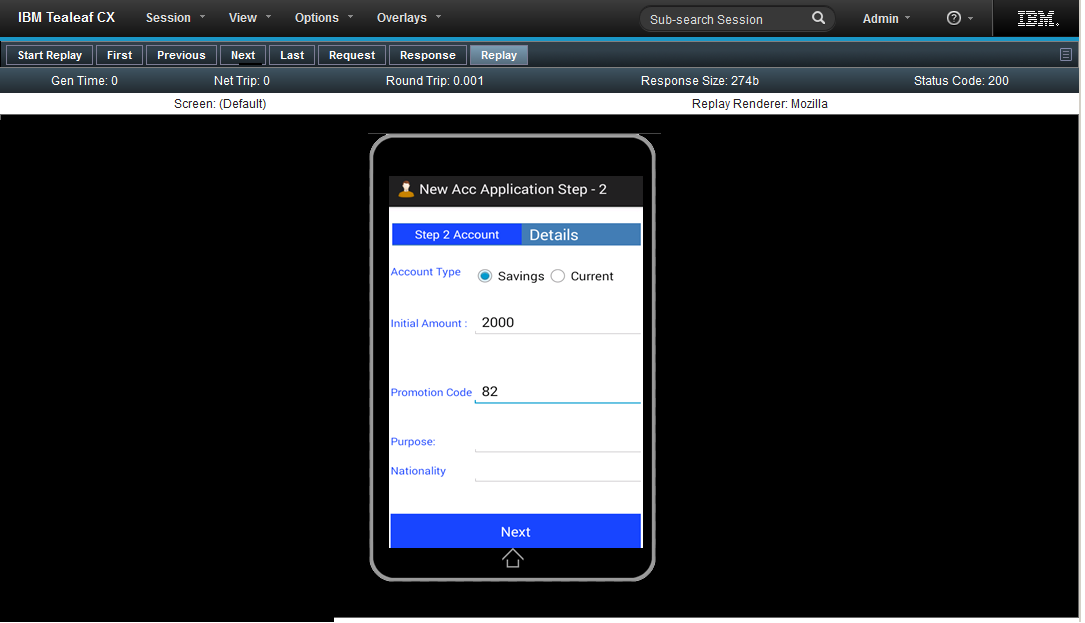 IBM Tealeaf CX Session View Options Overlays Sub-search Session Admin ? IBM.
Start Replay First Previous Next Last Request Response Replay
Gen Time: 0 Net Trip: 0 Round Trip: 0.001 Response Size: 274b Status Code: 200
Screen: (Default) Replay Renderer: Mozilla
New Acc Application Step - 2
Step 2 Account Details
Account Type Savings Current
Initial Amount : 2000
Promotion Code 82
Purpose:
Nationality
Next